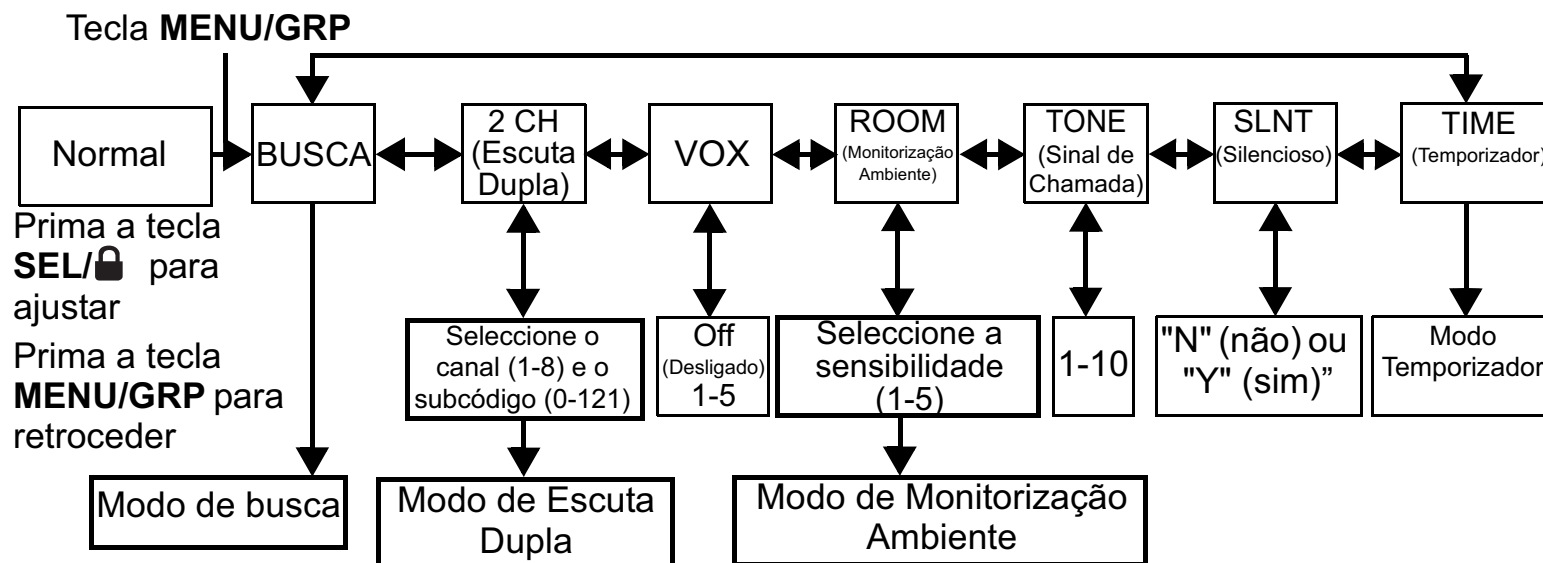 Tecla MENU/GRP
Normal
BUSCA
2 CH
(Escuta
Dupla)
VOX
ROOM
(Monitorização
Ambiente)
TONE
(Sinal de
Chamada)
SLNT
(Silencioso)
TIME
(Temporizador)
Prima a tecla
SEL/ para
ajustar
Prima a tecla
MENU/GRP para
retroceder
Seleccione o
canal (1-8) e o
subcódigo (0-121)
Off
(Desligado)
1-5
Seleccione a
sensibilidade
(1-5)
1-10
"N" (não) ou
"Y" (sim)”
Modo
Temporizador
Modo de busca
Modo de Escuta
Dupla
Modo de Monitorização
Ambiente